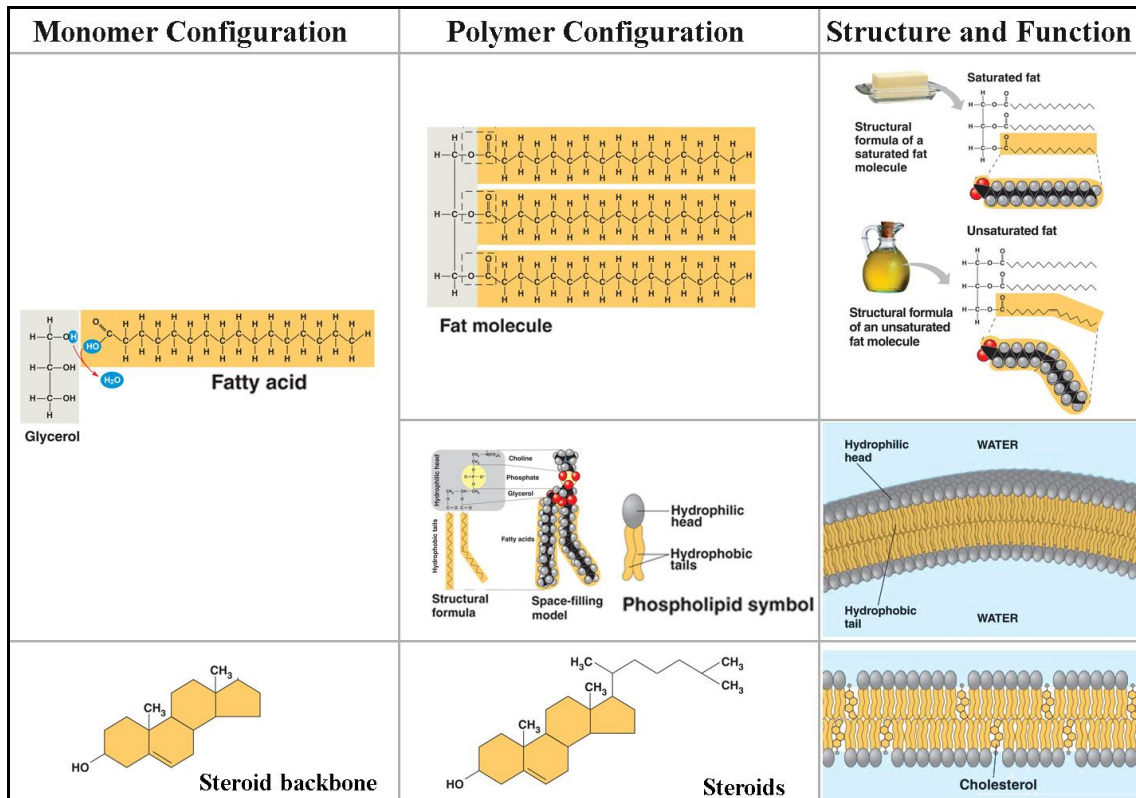 Monomer Configuration
Polymer Configuration
Structure and Function
H
H—C—OH
HO
O
H—C—OH
H—C—OH
H
H₂O
Glycerol
Fatty acid
Fat molecule
Saturated fat
Structural
formula of a
saturated fat
molecule
Unsaturated fat
Structural formula
of an unsaturated
fat molecule
Hydrophilic head
Hydrophobic tails
Choline
Phosphate
Glycerol
Fatty acids
Structural
formula
Space-filling
model
Hydrophilic
head
Hydrophobic
tails
Phospholipid symbol
Hydrophilic
head
WATER
Hydrophobic
tail
WATER
CH₃
CH₃
HO
Steroid backbone
H₃C
CH₃
CH₃
CH₃
CH₃
HO
Steroids
Cholesterol